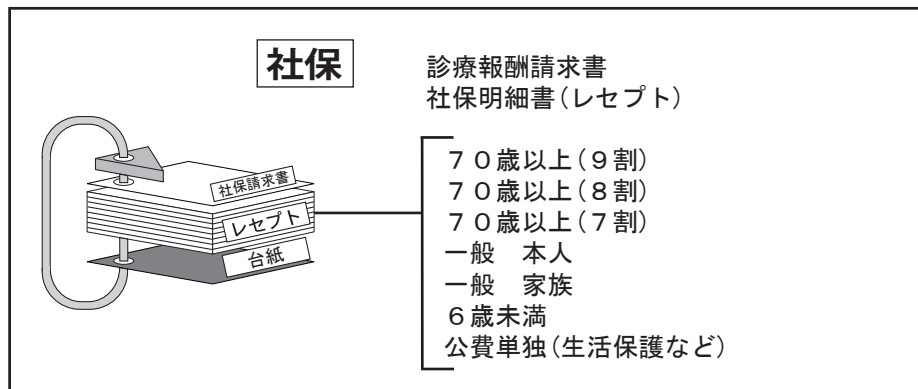 社保
診療報酬請求書
社保明細書(レセプト)
社保請求書
レセプト
台紙
70歳以上(9割)
70歳以上(8割)
70歳以上(7割)
一般 本人
一般 家族
6歳未満
公費単独(生活保護など)